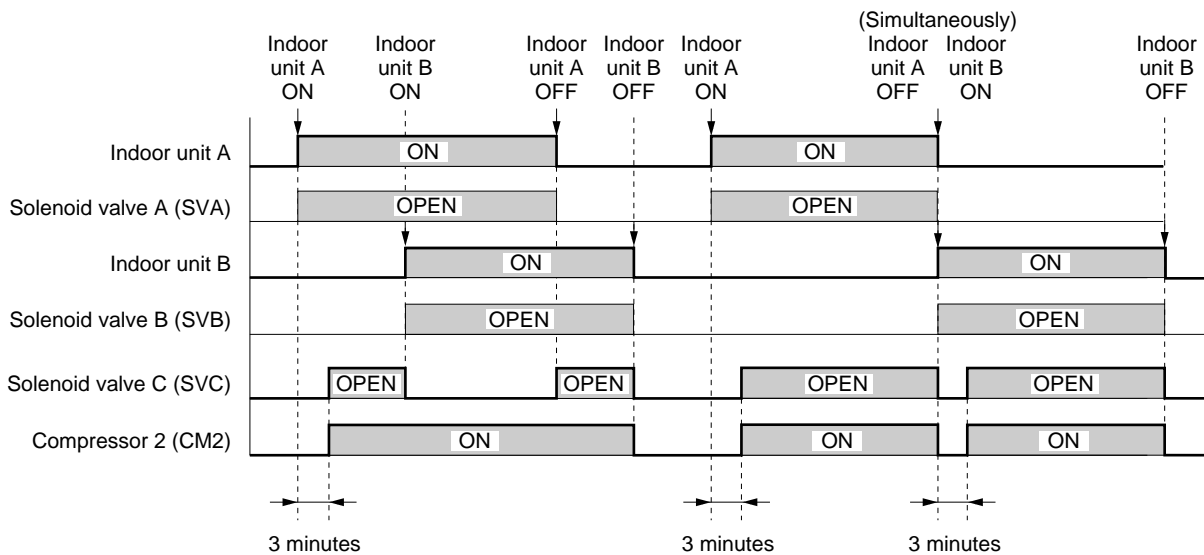 (Simultaneously)
Indoor unit A ON
Indoor unit B ON
Indoor unit A OFF
Indoor unit B OFF
Indoor unit A ON
Indoor unit A OFF
Indoor unit B ON
Indoor unit B OFF
Indoor unit A
ON
ON
Solenoid valve A (SVA)
OPEN
OPEN
Indoor unit B
ON
ON
Solenoid valve B (SVB)
OPEN
OPEN
Solenoid valve C (SVC)
OPEN
OPEN
OPEN
OPEN
Compressor 2 (CM2)
ON
ON
ON
3 minutes
3 minutes
3 minutes